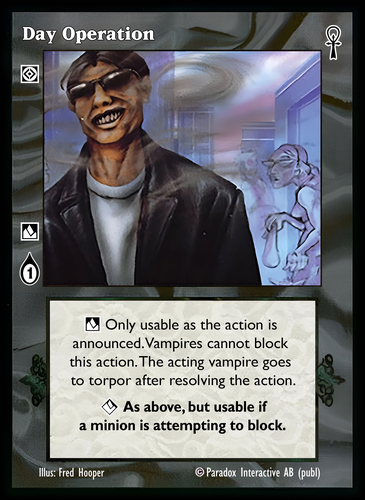 Day Operation
1
Only usable as the action is
announced. Vampires cannot block
this action. The acting vampire goes
to torpor after resolving the action.
As above, but usable if
a minion is attempting to block.
Illus: Fred Hooper © Paradox Interactive AB (publ)